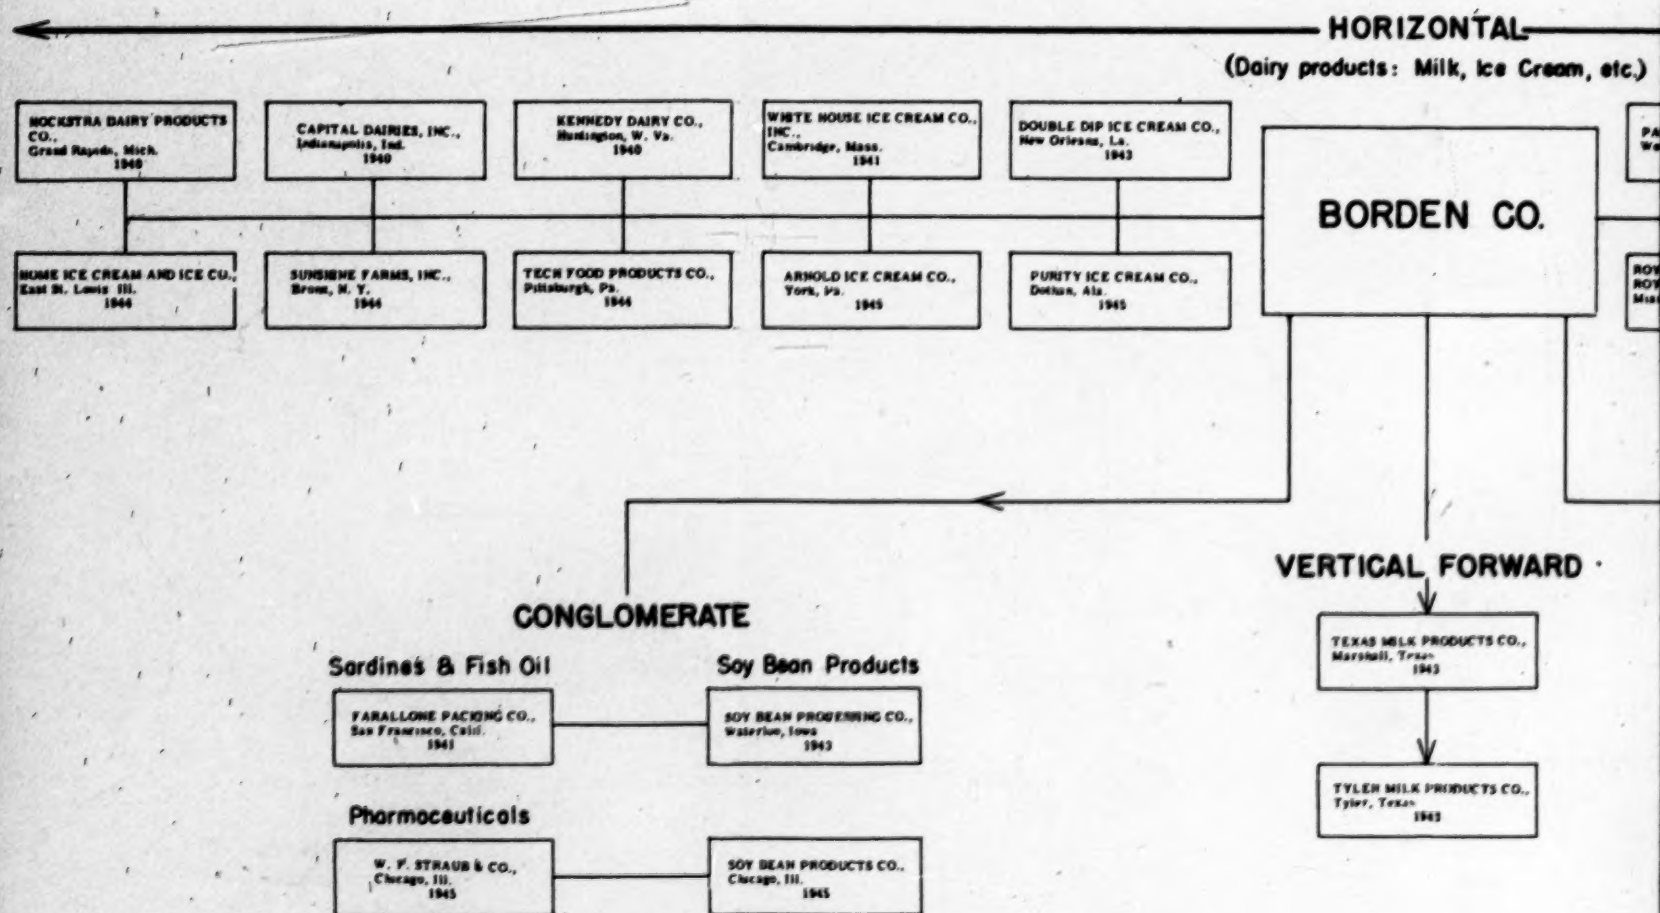 HORIZONTAL
(Dairy products: Milk, Ice Cream, etc.)
HOCKSTRA DAIRY PRODUCTS
CO.,
Grand Rapids, Mich.
1940
CAPITAL DAIRIES, INC.,
Indianapolis, Ind.
1940
KENNEDY DAIRY CO.,
Huntington, W. Va.
1940
WHITE HOUSE ICE CREAM CO.,
INC.,
Cambridge, Mass.
1941
DOUBLE DIP ICE CREAM CO.,
New Orleans, La.
1943
BORDEN CO.
PA
HOME ICE CREAM AND ICE CO.,
East St. Louis Ill.
1944
SUNSHINE FARMS, INC.,
Bronx, N. Y.
1944
TECH FOOD PRODUCTS CO.,
Pittsburgh, Pa.
1944
ARNOLD ICE CREAM CO.,
York, Pa.
1945
PURITY ICE CREAM CO.,
Dothan, Ala.
1945
ROY
ROY
VERTICAL FORWARD
TEXAS MILK PRODUCTS CO.,
Marshall, Texas
1943
TYLER MILK PRODUCTS CO.,
Tyler, Texas
CONGLOMERATE
Sardines & Fish Oil
Soy Bean Products
FARALLONE PACKING CO.,
San Francisco, Calif.
1941
SOY BEAN PROCESSING CO.,
Waterloo, Iowa
1943
Pharmaceuticals
W. F. STRAUB & CO.,
Chicago, Ill.
1945
SOY BEAN PRODUCTS CO.,
Chicago, Ill.
1945